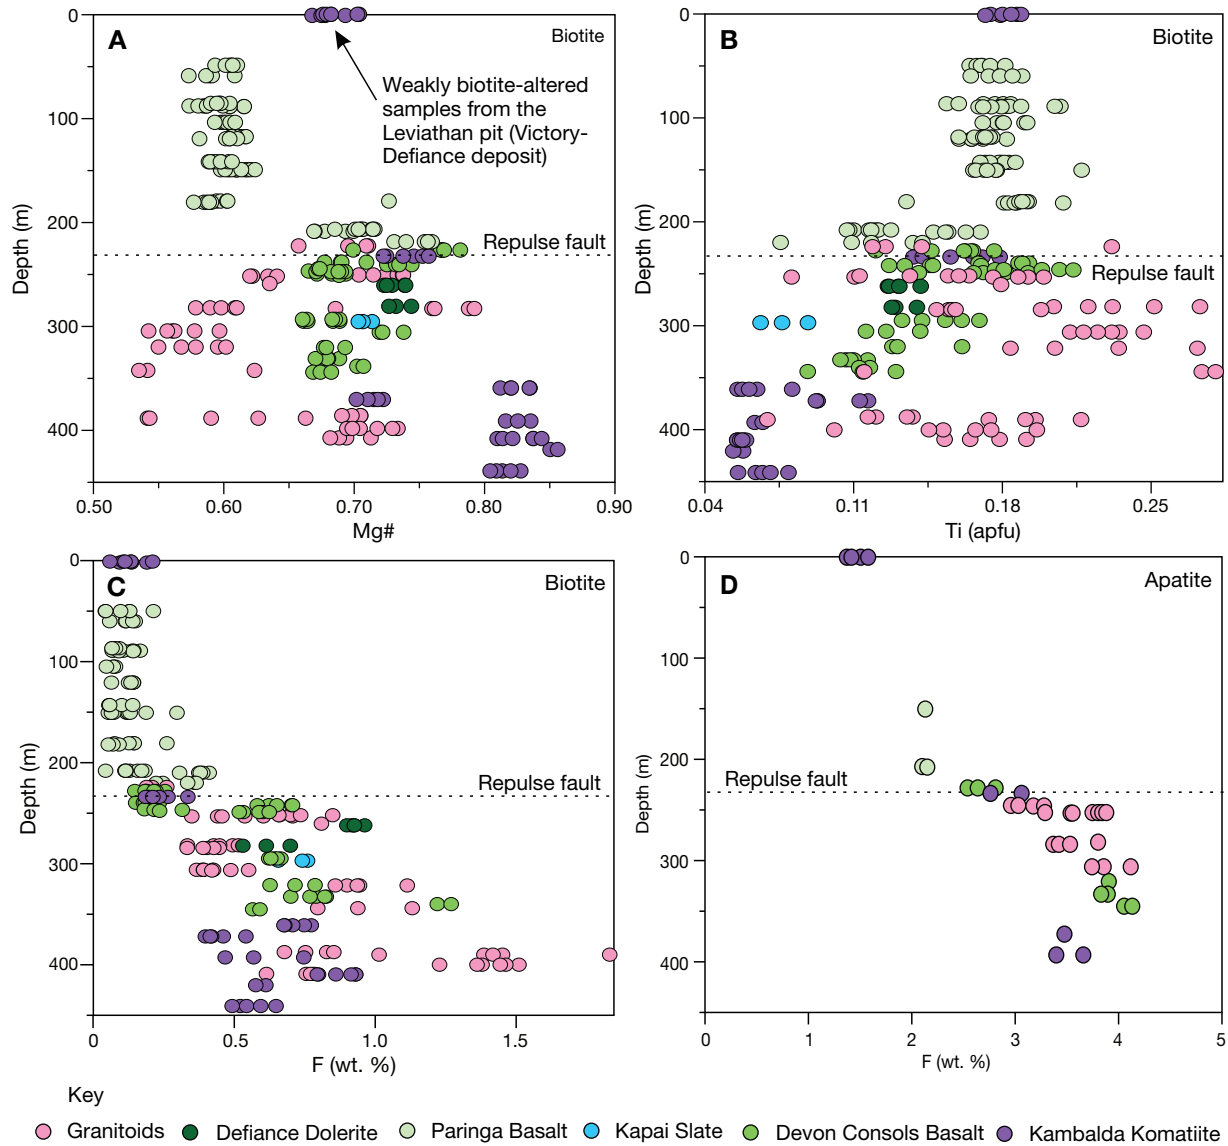 A
Biotite
Weakly biotite-altered
samples from the
Leviathan pit (Victory-
Defiance deposit)
Repulse fault
0
100
200
300
400
Depth (m)
0.50
0.60
0.70
0.80
0.90
Mg#
B
Biotite
Repulse fault
0
100
200
300
400
Depth (m)
0.04
0.11
0.18
0.25
Ti (apfu)
C
Biotite
Repulse fault
0
100
200
300
400
Depth (m)
0
0.5
1.0
1.5
F (wt. %)
D
Apatite
Repulse fault
0
100
200
300
400
Depth (m)
0
1
2
3
4
5
F (wt. %)
Key
Granitoids
Defiance Dolerite
Paringa Basalt
Kapai Slate
Devon Consols Basalt
Kambalda Komatiite